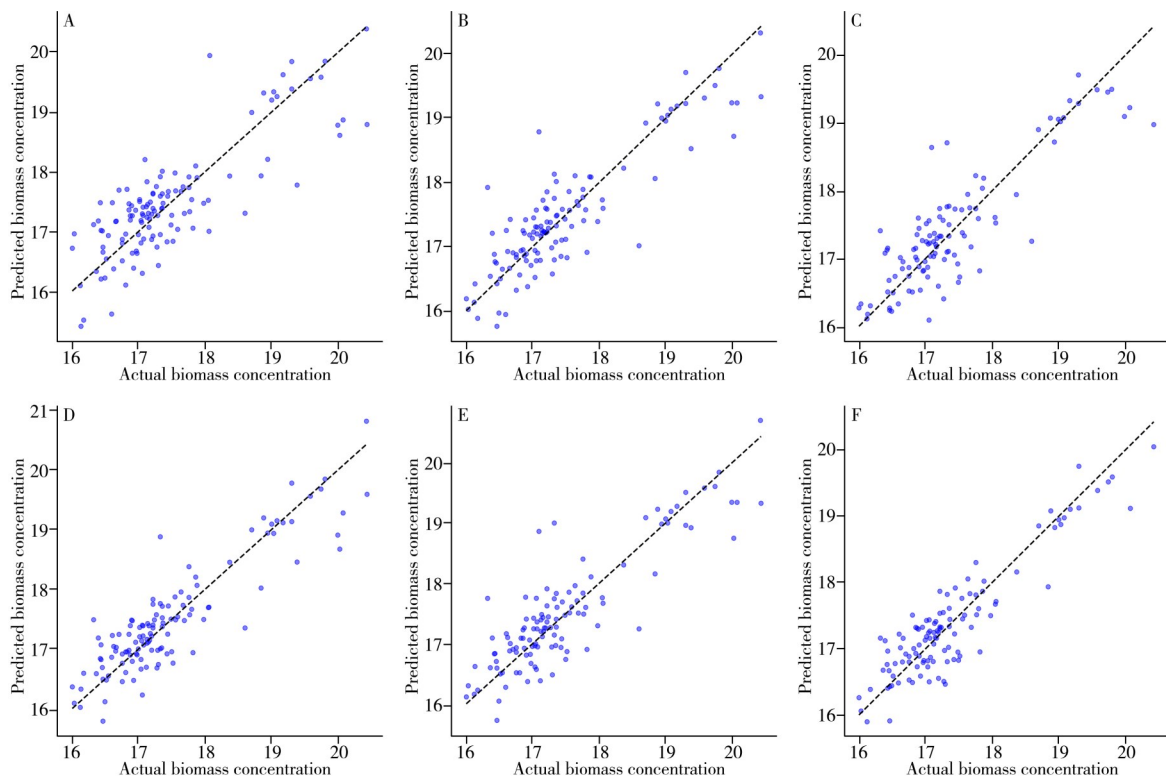 A
20
19
18
17
16
Predicted biomass concentration
16 17 18 19 20
Actual biomass concentration
B
20
19
18
17
16
Predicted biomass concentration
16 17 18 19 20
Actual biomass concentration
C
20
19
18
17
16
Predicted biomass concentration
16 17 18 19 20
Actual biomass concentration
D
21
20
19
18
17
16
Predicted biomass concentration
16 17 18 19 20
Actual biomass concentration
E
20
19
18
17
16
Predicted biomass concentration
16 17 18 19 20
Actual biomass concentration
F
20
19
18
17
16
Predicted biomass concentration
16 17 18 19 20
Actual biomass concentration